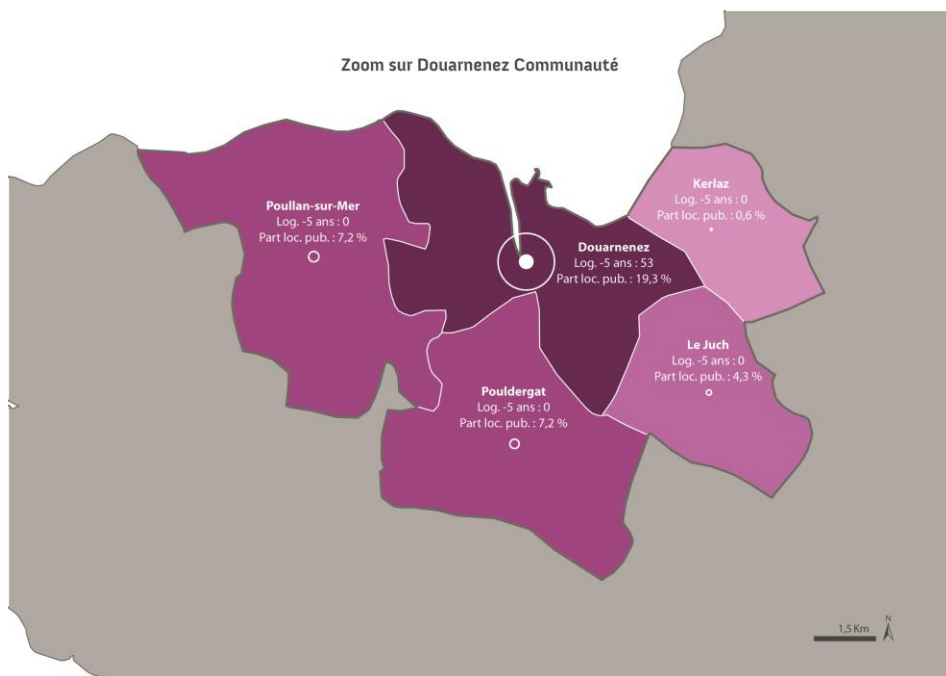 Zoom sur Douarnenez Communauté
Kerlaz
Log. -5 ans : 0
Part loc. pub. : 0,6 %
Poullan-sur-Mer
Log. -5 ans : 0
Part loc. pub. : 7,2 %
Douarnenez
Log. -5 ans : 53
Part loc. pub. : 19,3 %
Le Juch
Log. -5 ans : 0
Part loc. pub. : 4,3 %
Pouldergat
Log. -5 ans : 0
Part loc. pub. : 7,2 %
N
1,5 Km